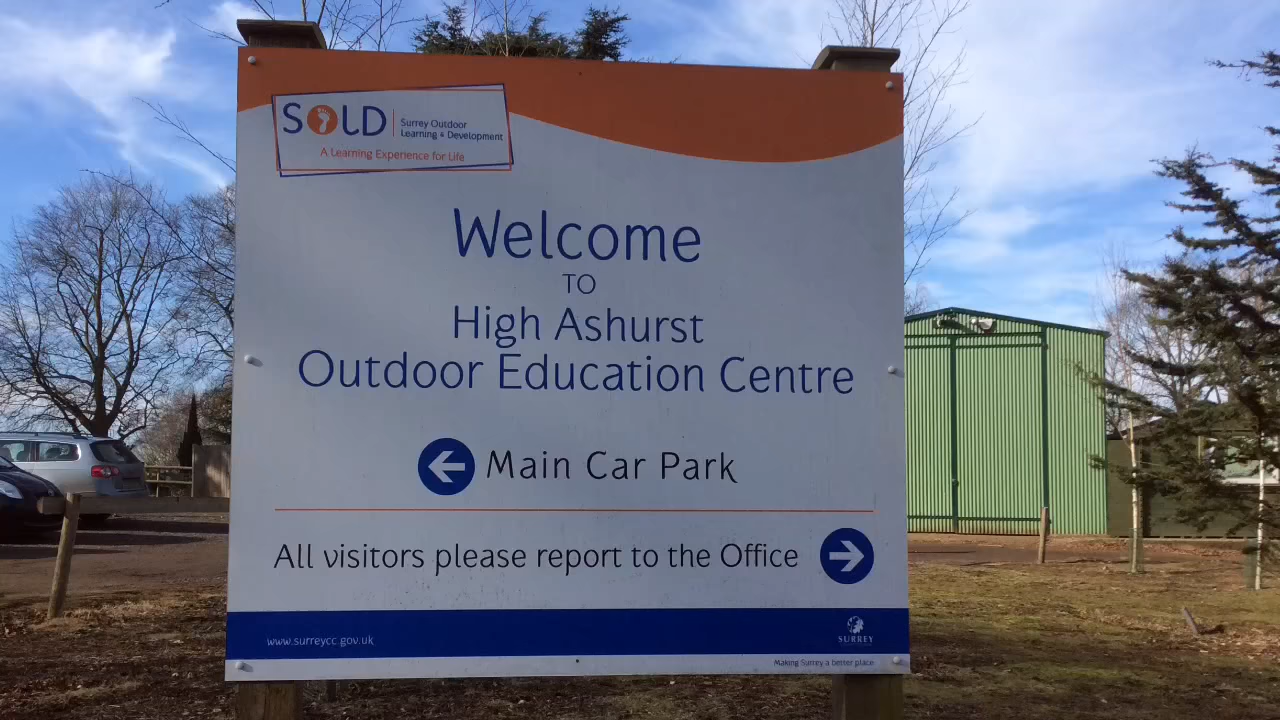 SOLD
Surrey Outdoor
Learning & Development
A Learning Experience for Life
Welcome
TO
High Ashurst
Outdoor Education Centre
Main Car Park
All visitors please report to the Office
www.surreycc.gov.uk
SURREY
Making Surrey a better place